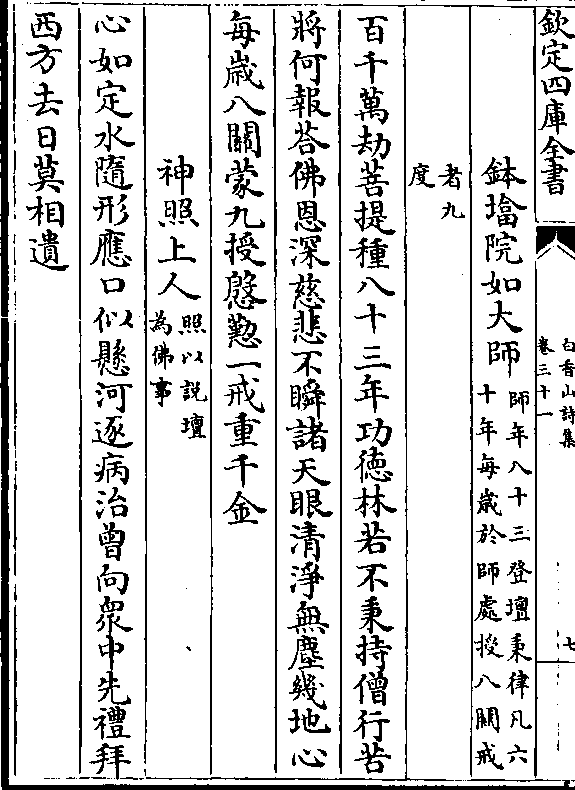 欽定四庫全書
白香山詩集
卷三十一
七
鉢㙮院如大師師年八十三登壇秉律凡六
十年每歲於師處授八關戒
者九
度
百千萬劫菩提種八十三年功德林若不秉持僧行苦
將何報荅佛恩深慈悲不瞬諸天眼清淨無塵幾地心
每歲八關蒙九授慇懃一戒重千金
神照上人照以説壇
為佛事
心如定水隨形應口似懸河逐病治曾向衆中先禮拜
西方去日莫相遺